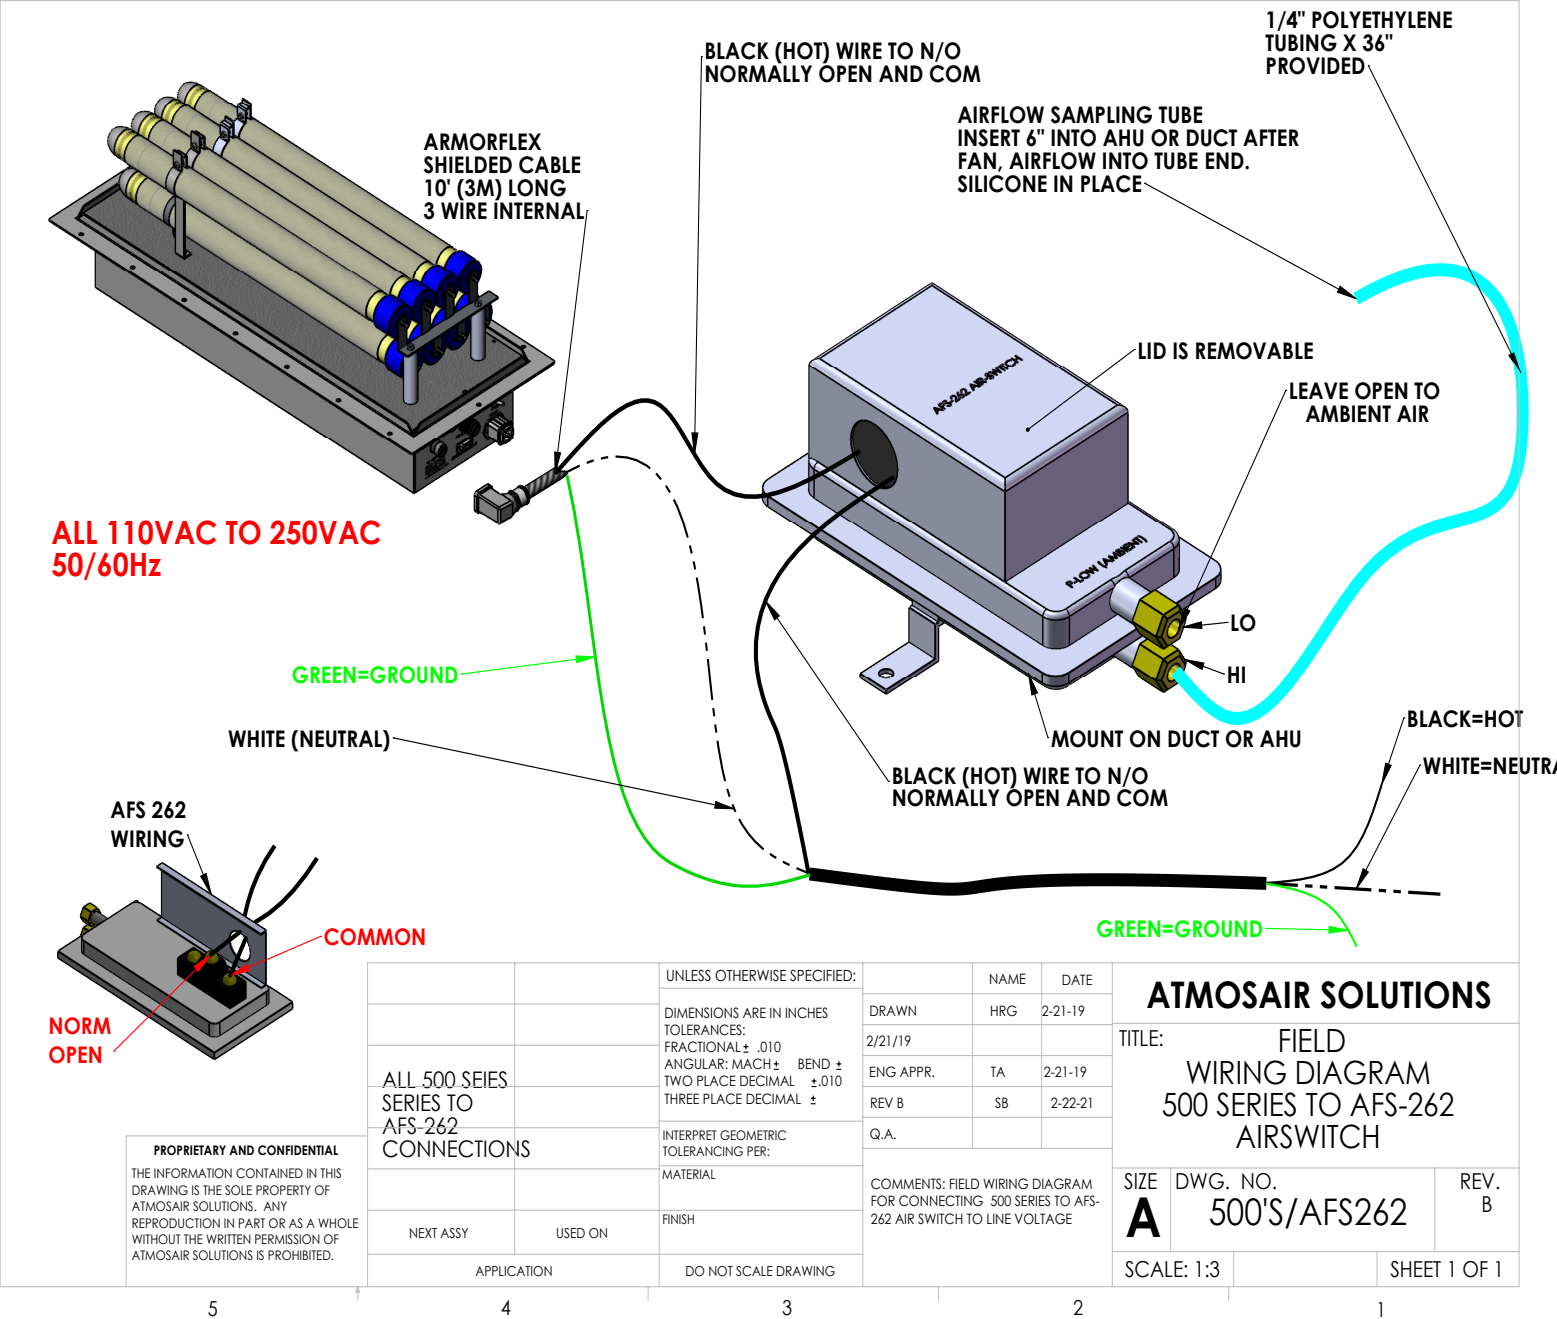 1/4" POLYETHYLENE
TUBING X 36"
PROVIDED
BLACK (HOT) WIRE TO N/O
NORMALLY OPEN AND COM
AIRFLOW SAMPLING TUBE
INSERT 6" INTO AHU OR DUCT AFTER
FAN, AIRFLOW INTO TUBE END.
SILICONE IN PLACE
ARMORFLEX
SHIELDED CABLE
10' (3M) LONG
3 WIRE INTERNAL
LID IS REMOVABLE
AFS-262 AIR-SWITCH
LEAVE OPEN TO
AMBIENT AIR
ALL 110VAC TO 250VAC
50/60Hz
P-LOW (AMBIENT)
LO
HI
GREEN=GROUND
WHITE (NEUTRAL)
MOUNT ON DUCT OR AHU
BLACK=HOT
WHITE=NEUTRA
BLACK (HOT) WIRE TO N/O
NORMALLY OPEN AND COM
AFS 262
WIRING
COMMON
NORM
OPEN
GREEN=GROUND
PROPRIETARY AND CONFIDENTIAL
THE INFORMATION CONTAINED IN THIS
DRAWING IS THE SOLE PROPERTY OF
ATMOSAIR SOLUTIONS. ANY
REPRODUCTION IN PART OR AS A WHOLE
WITHOUT THE WRITTEN PERMISSION OF
ATMOSAIR SOLUTIONS IS PROHIBITED.
ALL 500 SEIES
SERIES TO
AFS-262
CONNECTIONS
NEXT ASSY
USED ON
APPLICATION
UNLESS OTHERWISE SPECIFIED:
DIMENSIONS ARE IN INCHES
TOLERANCES:
FRACTIONAL± .010
ANGULAR: MACH± BEND ±
TWO PLACE DECIMAL ±.010
THREE PLACE DECIMAL ±
INTERPRET GEOMETRIC
TOLERANCING PER:
MATERIAL
FINISH
DO NOT SCALE DRAWING
NAME DATE
DRAWN HRG 2-21-19
2/21/19
ENG APPR. TA 2-21-19
REV B SB 2-22-21
Q.A.
COMMENTS: FIELD WIRING DIAGRAM
FOR CONNECTING 500 SERIES TO AFS-
262 AIR SWITCH TO LINE VOLTAGE
ATMOSAIR SOLUTIONS
TITLE:
FIELD
WIRING DIAGRAM
500 SERIES TO AFS-262
AIRSWITCH
SIZE
A
DWG. NO.
500'S/AFS262
REV.
B
SCALE: 1:3
SHEET 1 OF 1
5 4 3 2 1